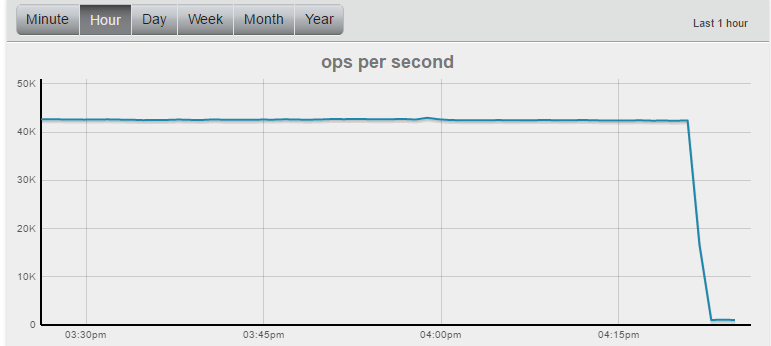 Minute Hour Day Week Month Year
Last 1 hour
ops per second
50K
40K
30K
20K
10K
0
03:30pm 03:45pm 04:00pm 04:15pm